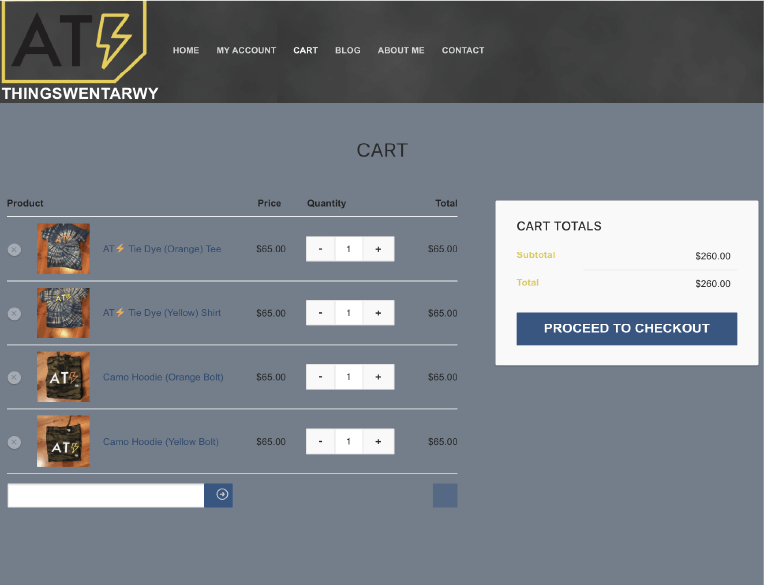 AT
THINGSWENTARWY
HOME MY ACCOUNT CART BLOG ABOUT ME CONTACT
CART
Product Price Quantity Total
× AT⚡ Tie Dye (Orange) Tee $65.00 - 1 + $65.00
× AT⚡ Tie Dye (Yellow) Shirt $65.00 - 1 + $65.00
× Camo Hoodie (Orange Bolt) $65.00 - 1 + $65.00
× Camo Hoodie (Yellow Bolt) $65.00 - 1 + $65.00
AT
AT
AT
AT
CART TOTALS
Subtotal $260.00
Total $260.00
PROCEED TO CHECKOUT